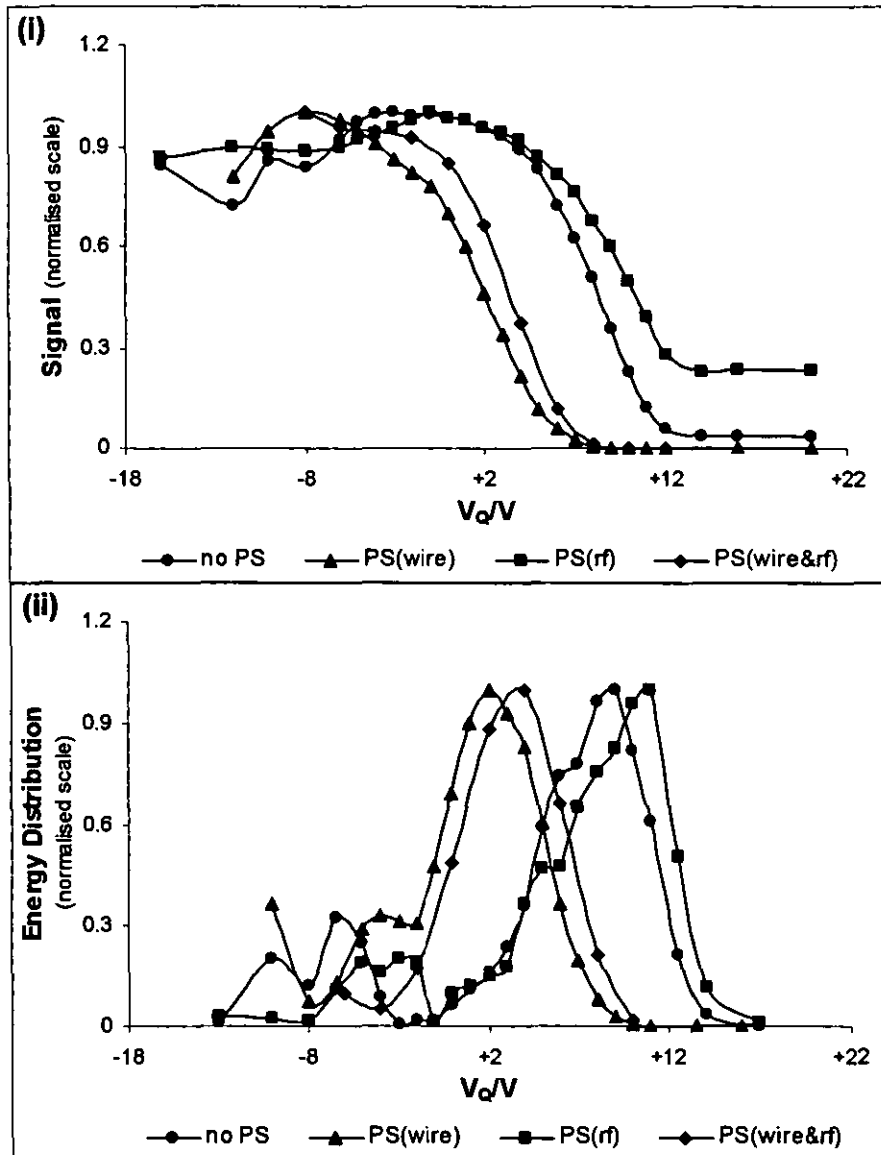 (i)
1.2
0.9
0.6
0.3
0
Signal (normalised scale)
-18 -8 +2 +12 +22
VQ/V
no PS PS(wire) PS(rf) PS(wire&rf)
(ii)
1.2
0.9
0.6
0.3
0
Energy Distribution
(normalised scale)
-18 -8 +2 +12 +22
VQ/V
no PS PS(wire) PS(rf) PS(wire&rf)